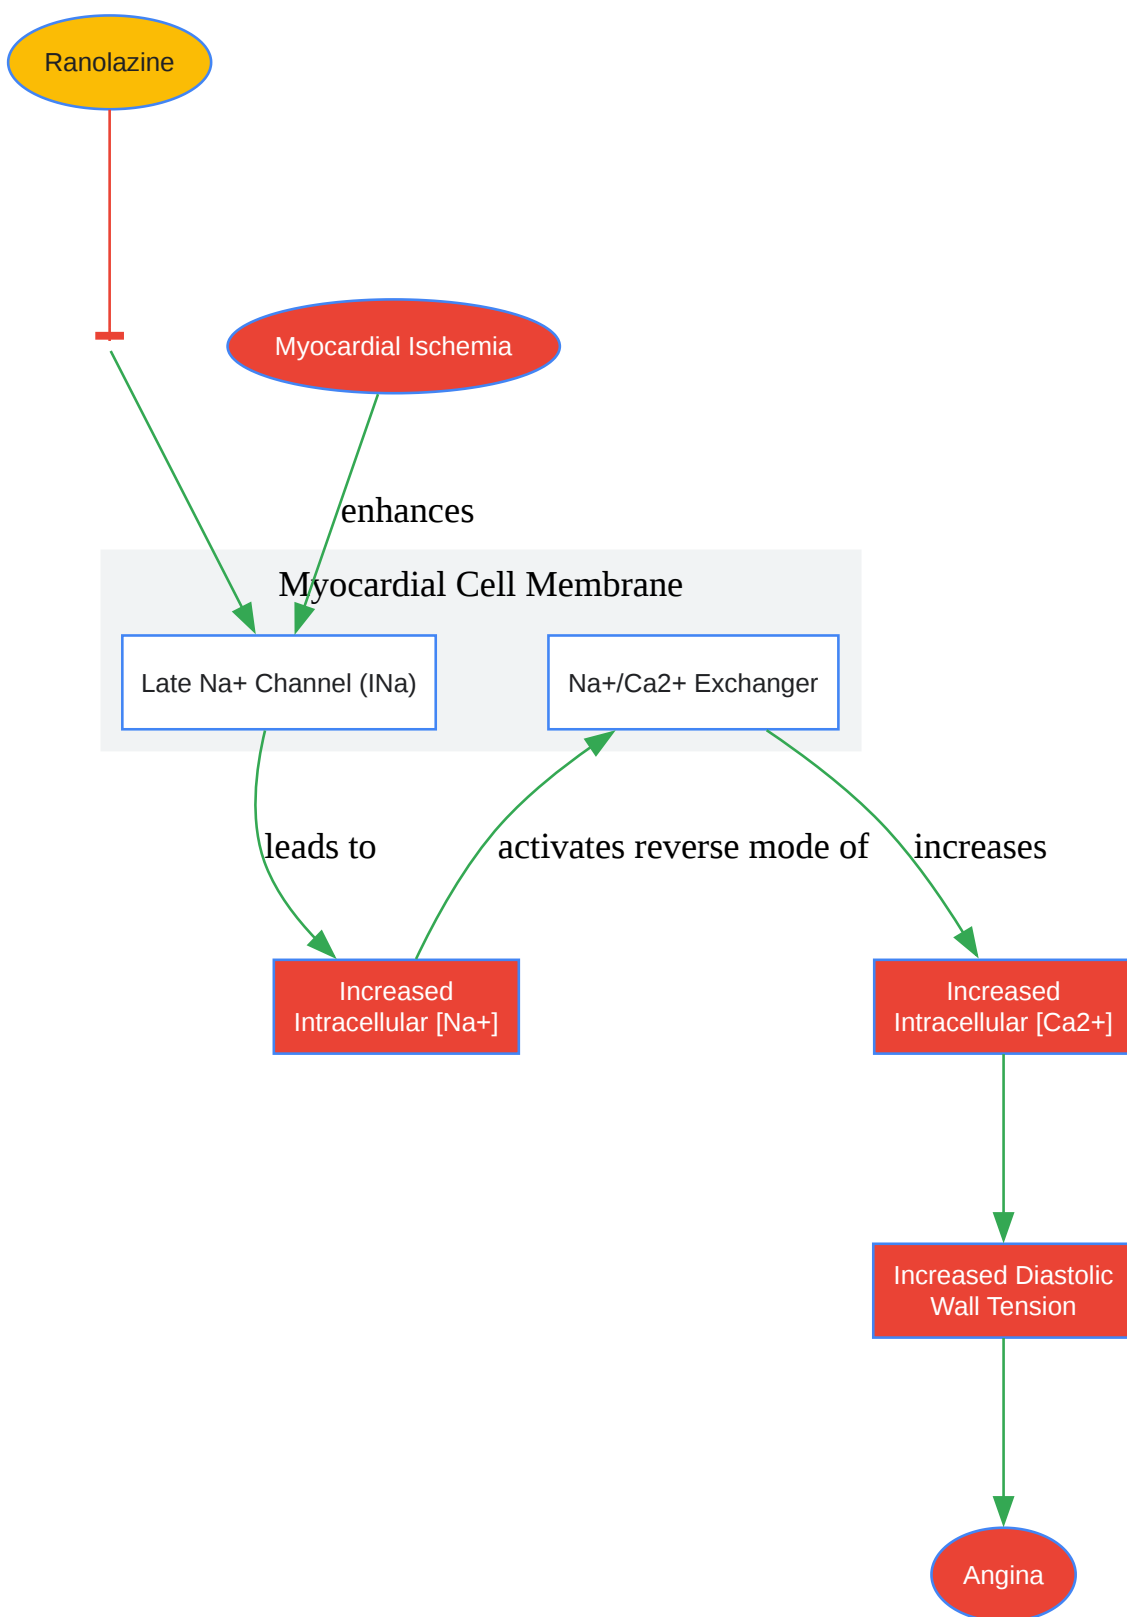 Ranolazine
Myocardial Ischemia
enhances
Myocardial Cell Membrane
Late Na+ Channel (INa)
Na+/Ca2+ Exchanger
leads to
activates reverse mode of
increases
Increased
Intracellular [Na+]
Increased
Intracellular [Ca2+]
Increased Diastolic
Wall Tension
Angina